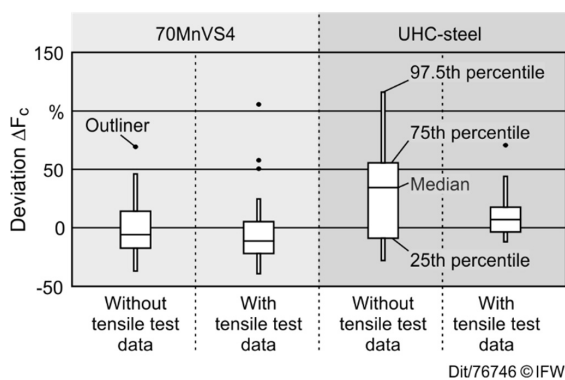 70MnVS4
UHC-steel
150
%
50
0
-50
Deviation ΔFc
Outliner
97.5th percentile
75th percentile
Median
25th percentile
Without
tensile test
data
With
tensile test
data
Without
tensile test
data
With
tensile test
data
Dit/76746 © IFW